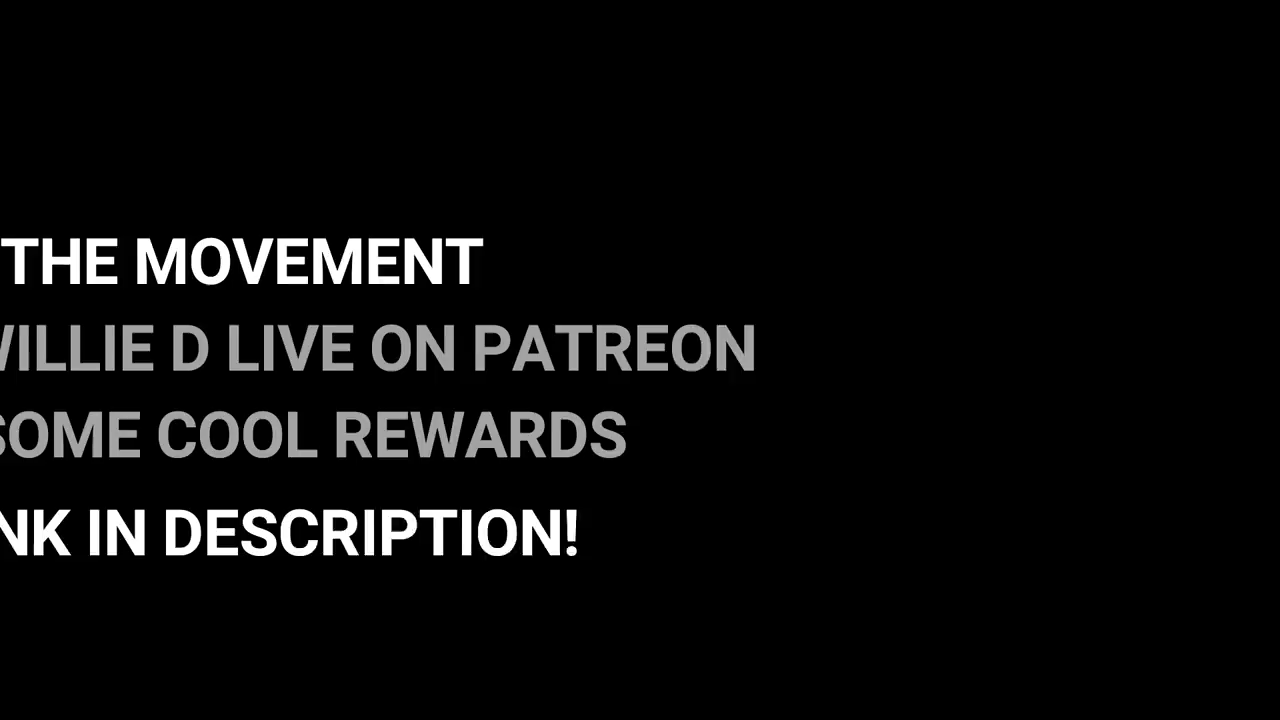 THE MOVEMENT
WILLIE D LIVE ON PATREON
SOME COOL REWARDS
NK IN DESCRIPTION!